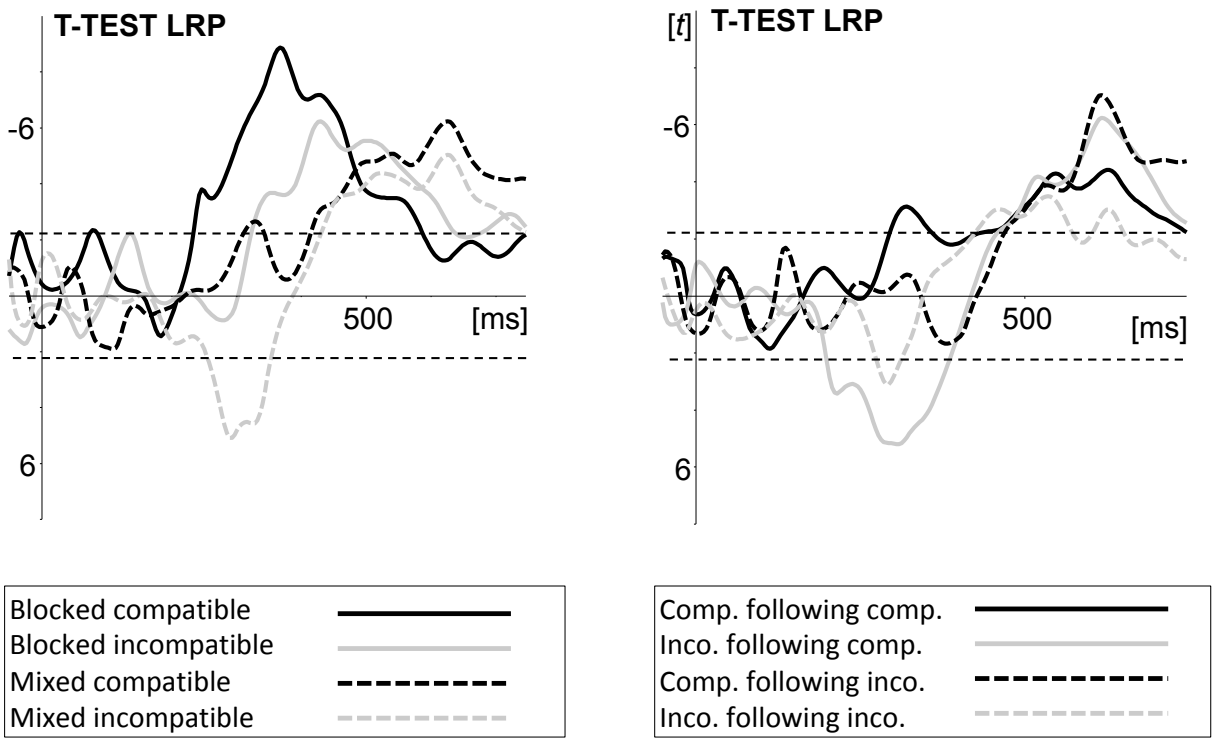 T-TEST LRP
-6
500
[ms]
6
[t]
T-TEST LRP
-6
500
[ms]
6
Blocked compatible
Blocked incompatible
Mixed compatible
Mixed incompatible
Comp. following comp.
Inco. following comp.
Comp. following inco.
Inco. following inco.